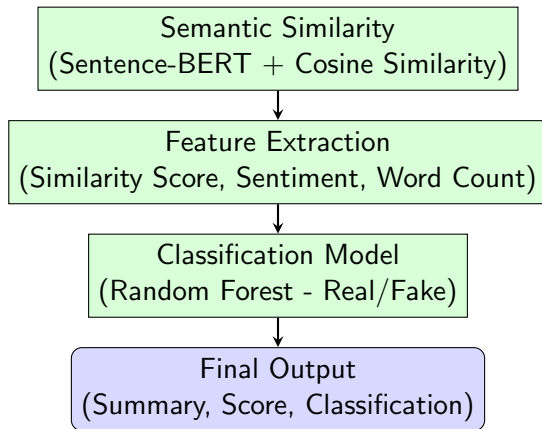 Semantic Similarity
(Sentence-BERT + Cosine Similarity)
Feature Extraction
(Similarity Score, Sentiment, Word Count)
Classification Model
(Random Forest - Real/Fake)
Final Output
(Summary, Score, Classification)